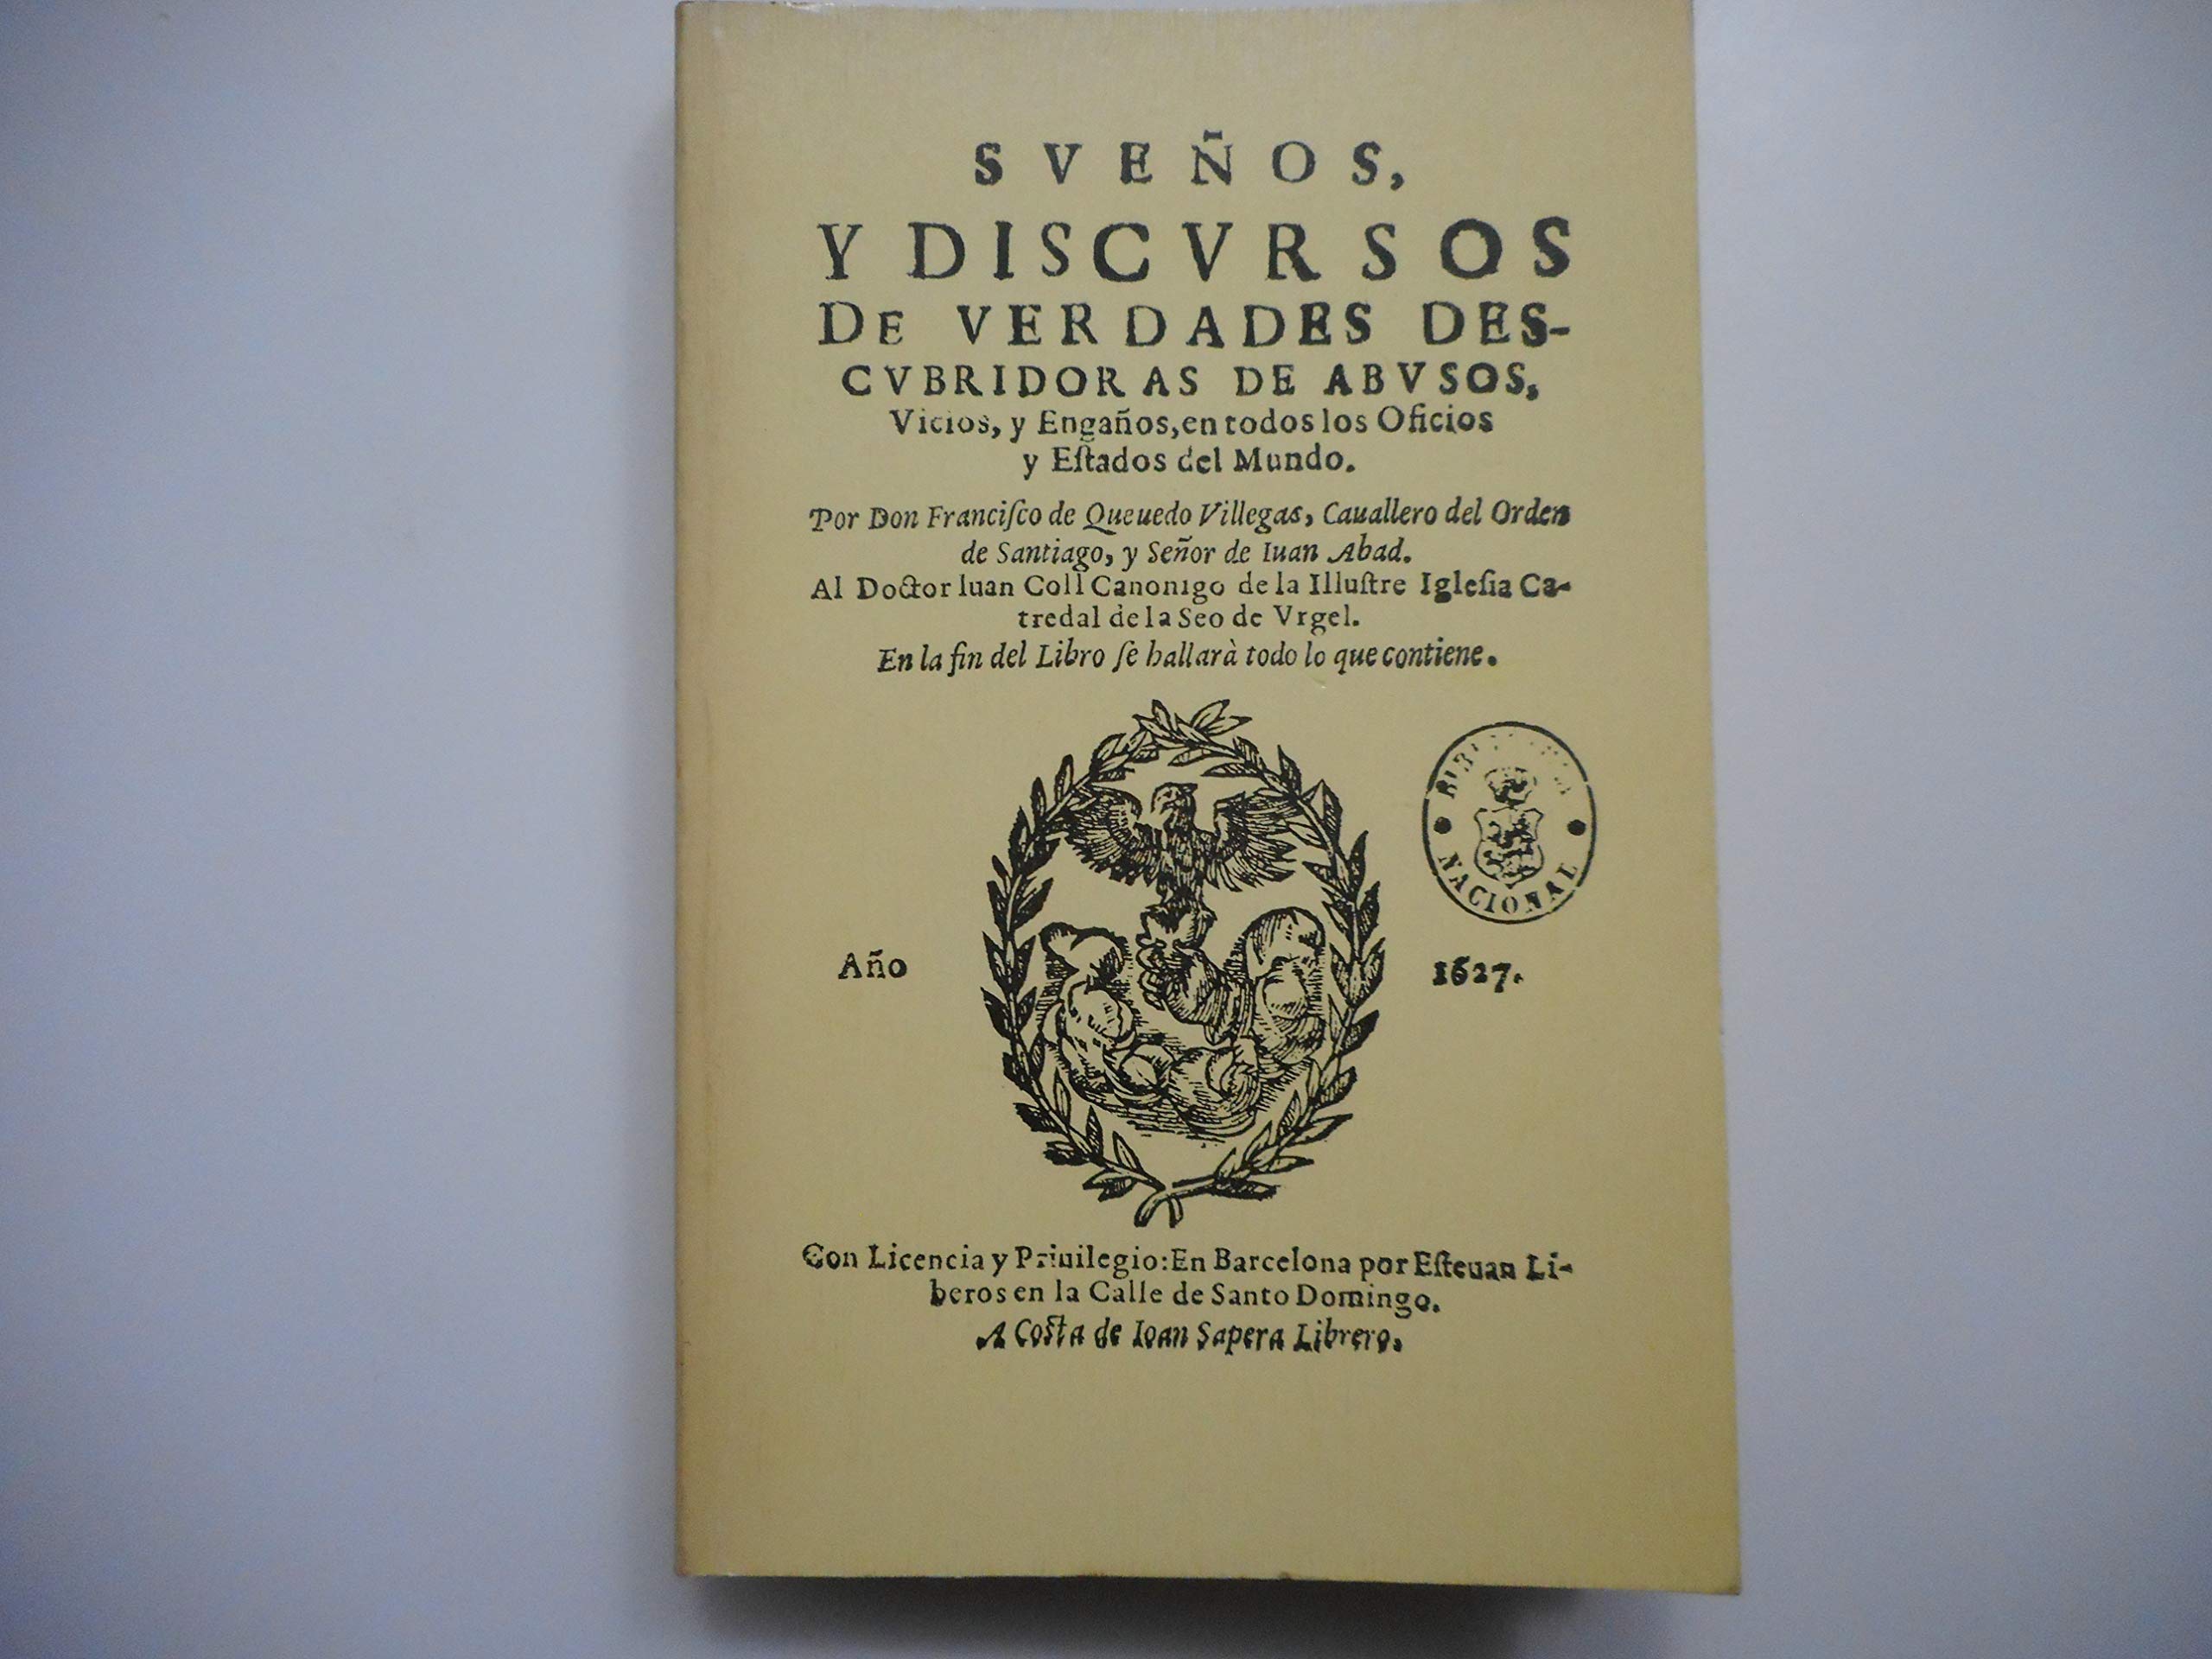 SVEÑOS,
Y DISCVRSOS
DE VERDADES DES-
CVBRIDORAS DE ABVSOS,
Vicios, y Engaños, en todos los Oficios
y Eſtados del Mundo.
Por Don Franciſco de Queuedo Villegas, Cauallero del Orden
de Santiago, y Señor de Iuan Abad.
Al Doctor Iuan Coll Canonigo de la Illuſtre Igleſia Ca-
tredal de la Seo de Vrgel.
En la fin del Libro ſe hallarà todo lo que contiene.
NACIONAL
Año 1627.
Con Licencia y Priuilegio: En Barcelona por Eſteuan Li-
beros en la Calle de Santo Domingo.
A Coſta de Ioan Sapera Librero.